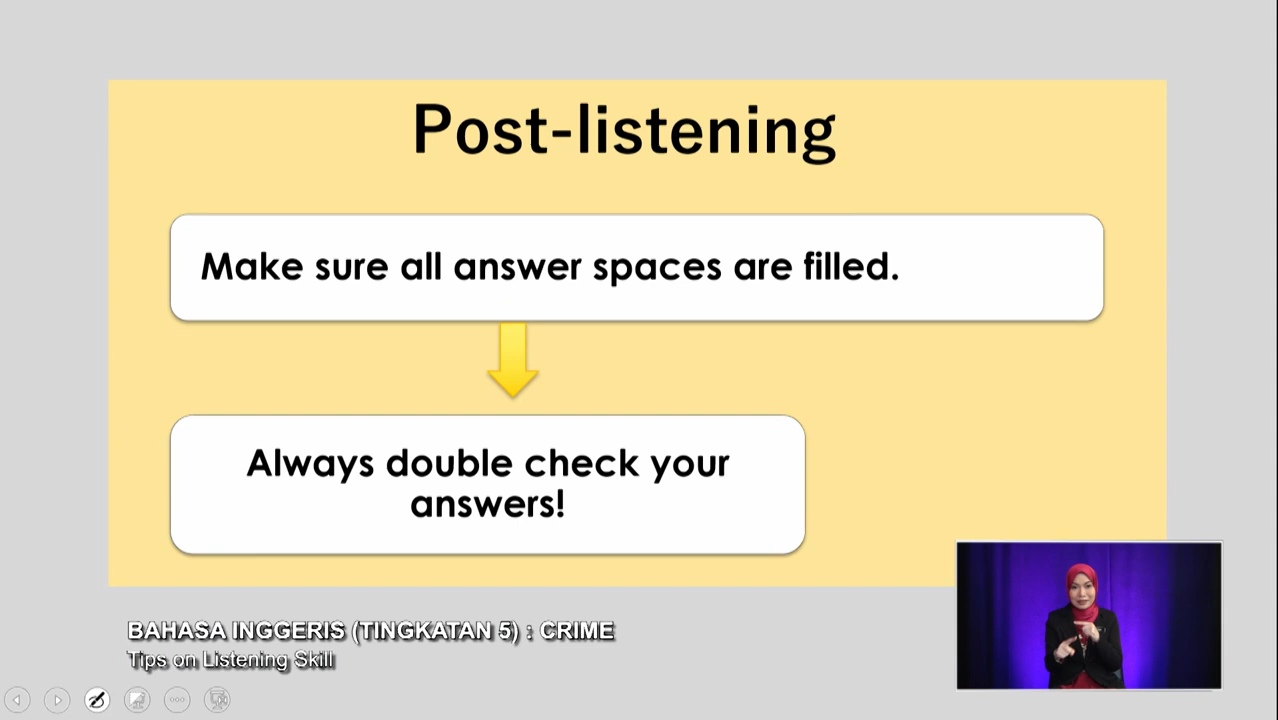 Post-listening
Make sure all answer spaces are filled.
Always double check your
answers!
BAHASA INGGERIS (TINGKATAN 5) : CRIME
Tips on Listening Skill